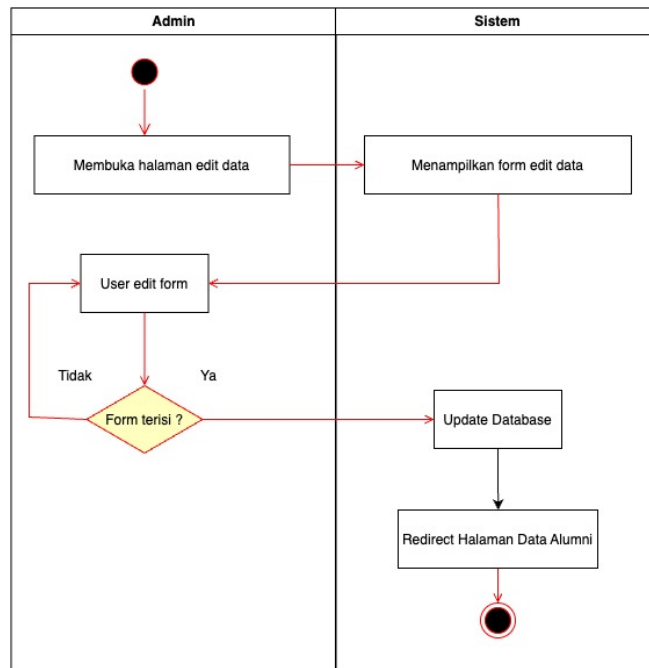 Admin
Sistem
Membuka halaman edit data
Menampilkan form edit data
User edit form
Tidak
Ya
Form terisi ?
Update Database
Redirect Halaman Data Alumni